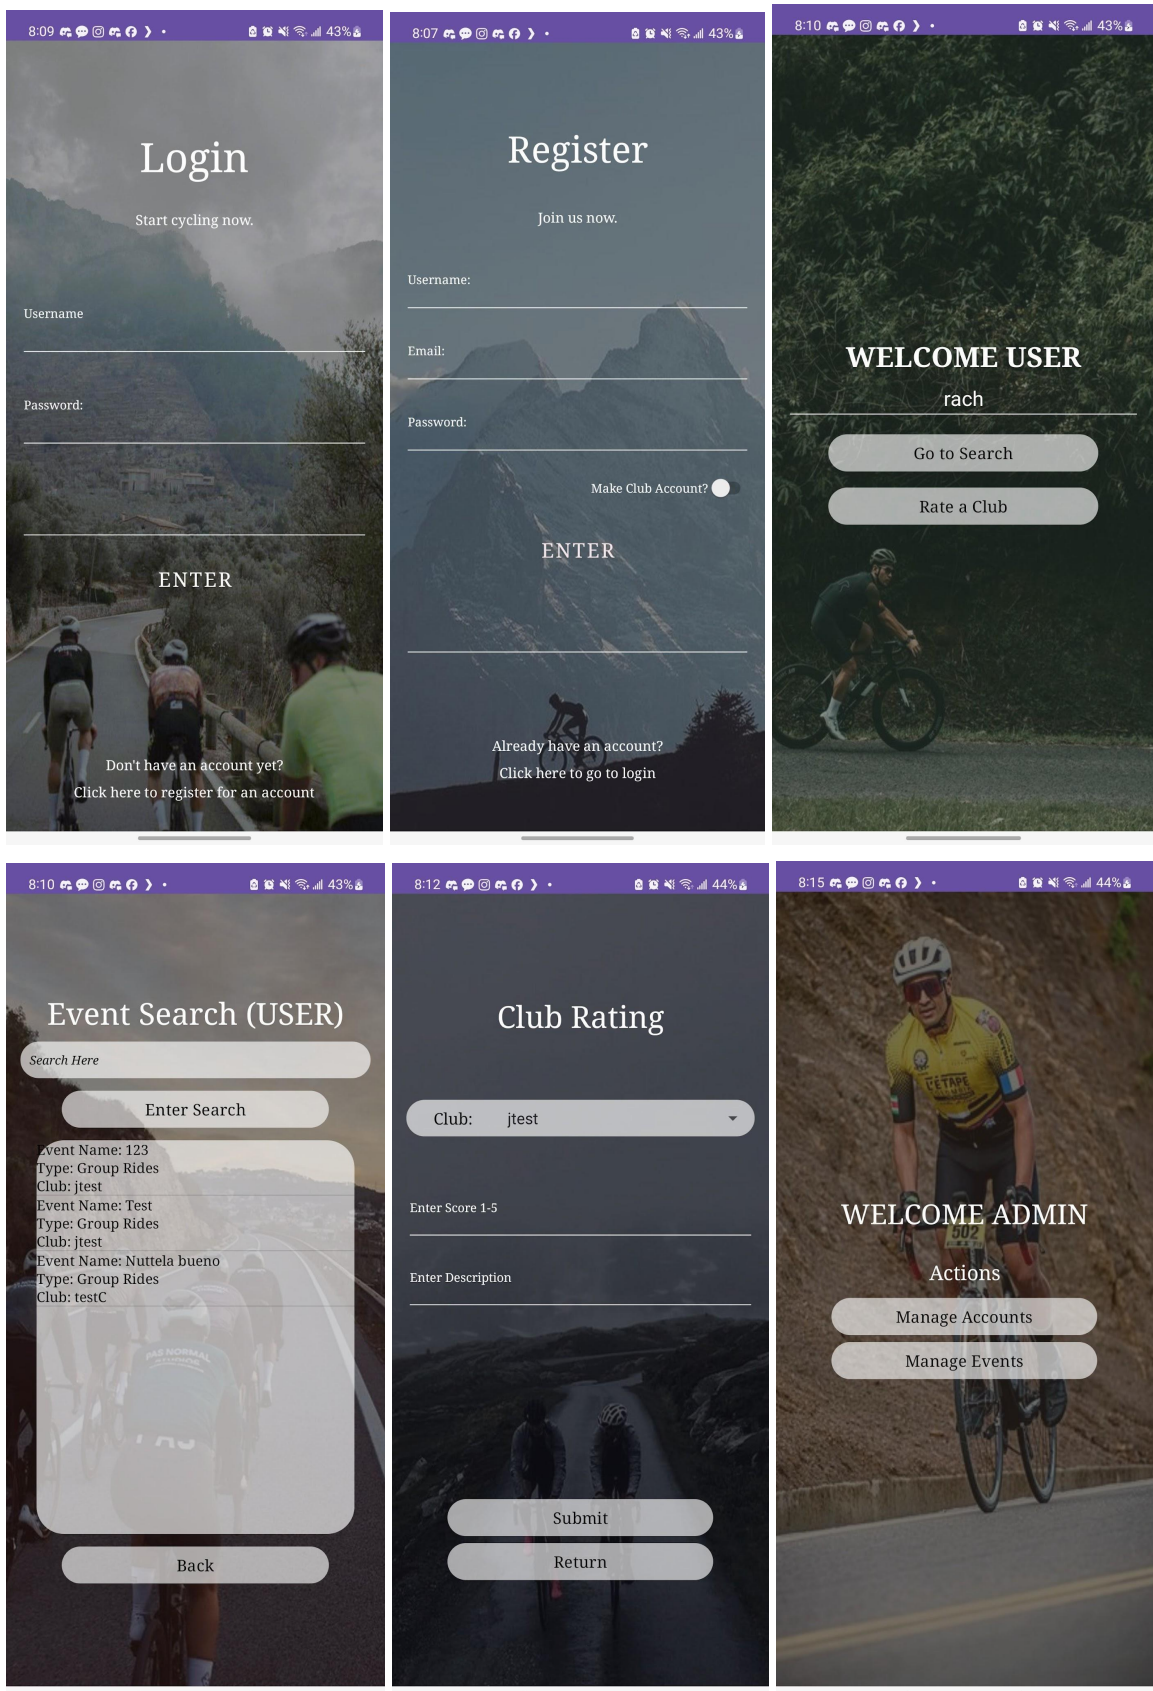 8:09
43%
Login
Start cycling now.
Username
Password:
ENTER
Don't have an account yet?
Click here to register for an account
8:07
43%
Register
Join us now.
Username:
Email:
Password:
Make Club Account?
ENTER
Already have an account?
Click here to go to login
8:10
43%
WELCOME USER
rach
Go to Search
Rate a Club
8:10
43%
Event Search (USER)
Search Here
Enter Search
Event Name: 123
Type: Group Rides
Club: jtest
Event Name: Test
Type: Group Rides
Club: jtest
Event Name: Nuttela bueno
Type: Group Rides
Club: testC
PAS NORMAL
Back
8:12
44%
Club Rating
Club: jtest
Enter Score 1-5
Enter Description
Submit
Return
8:15
44%
L'ÉTAPE
WELCOME ADMIN
502
Actions
Manage Accounts
Manage Events